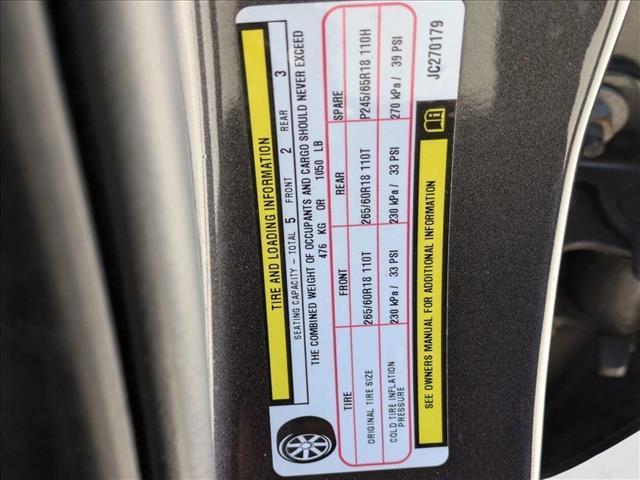 TIRE AND LOADING INFORMATION
SEATING CAPACITY - TOTAL 5 FRONT 2 REAR 3
THE COMBINED WEIGHT OF OCCUPANTS AND CARGO SHOULD NEVER EXCEED
476 KG OR 1050 LB
TIRE FRONT REAR SPARE
ORIGINAL TIRE SIZE 265/60R18 110T 265/60R18 110T P245/65R18 110H
COLD TIRE INFLATION PRESSURE 230 kPa/ 33 PSI 230 kPa/ 33 PSI 270 kPa/ 39 PSI
SEE OWNERS MANUAL FOR ADDITIONAL INFORMATION
JC270179